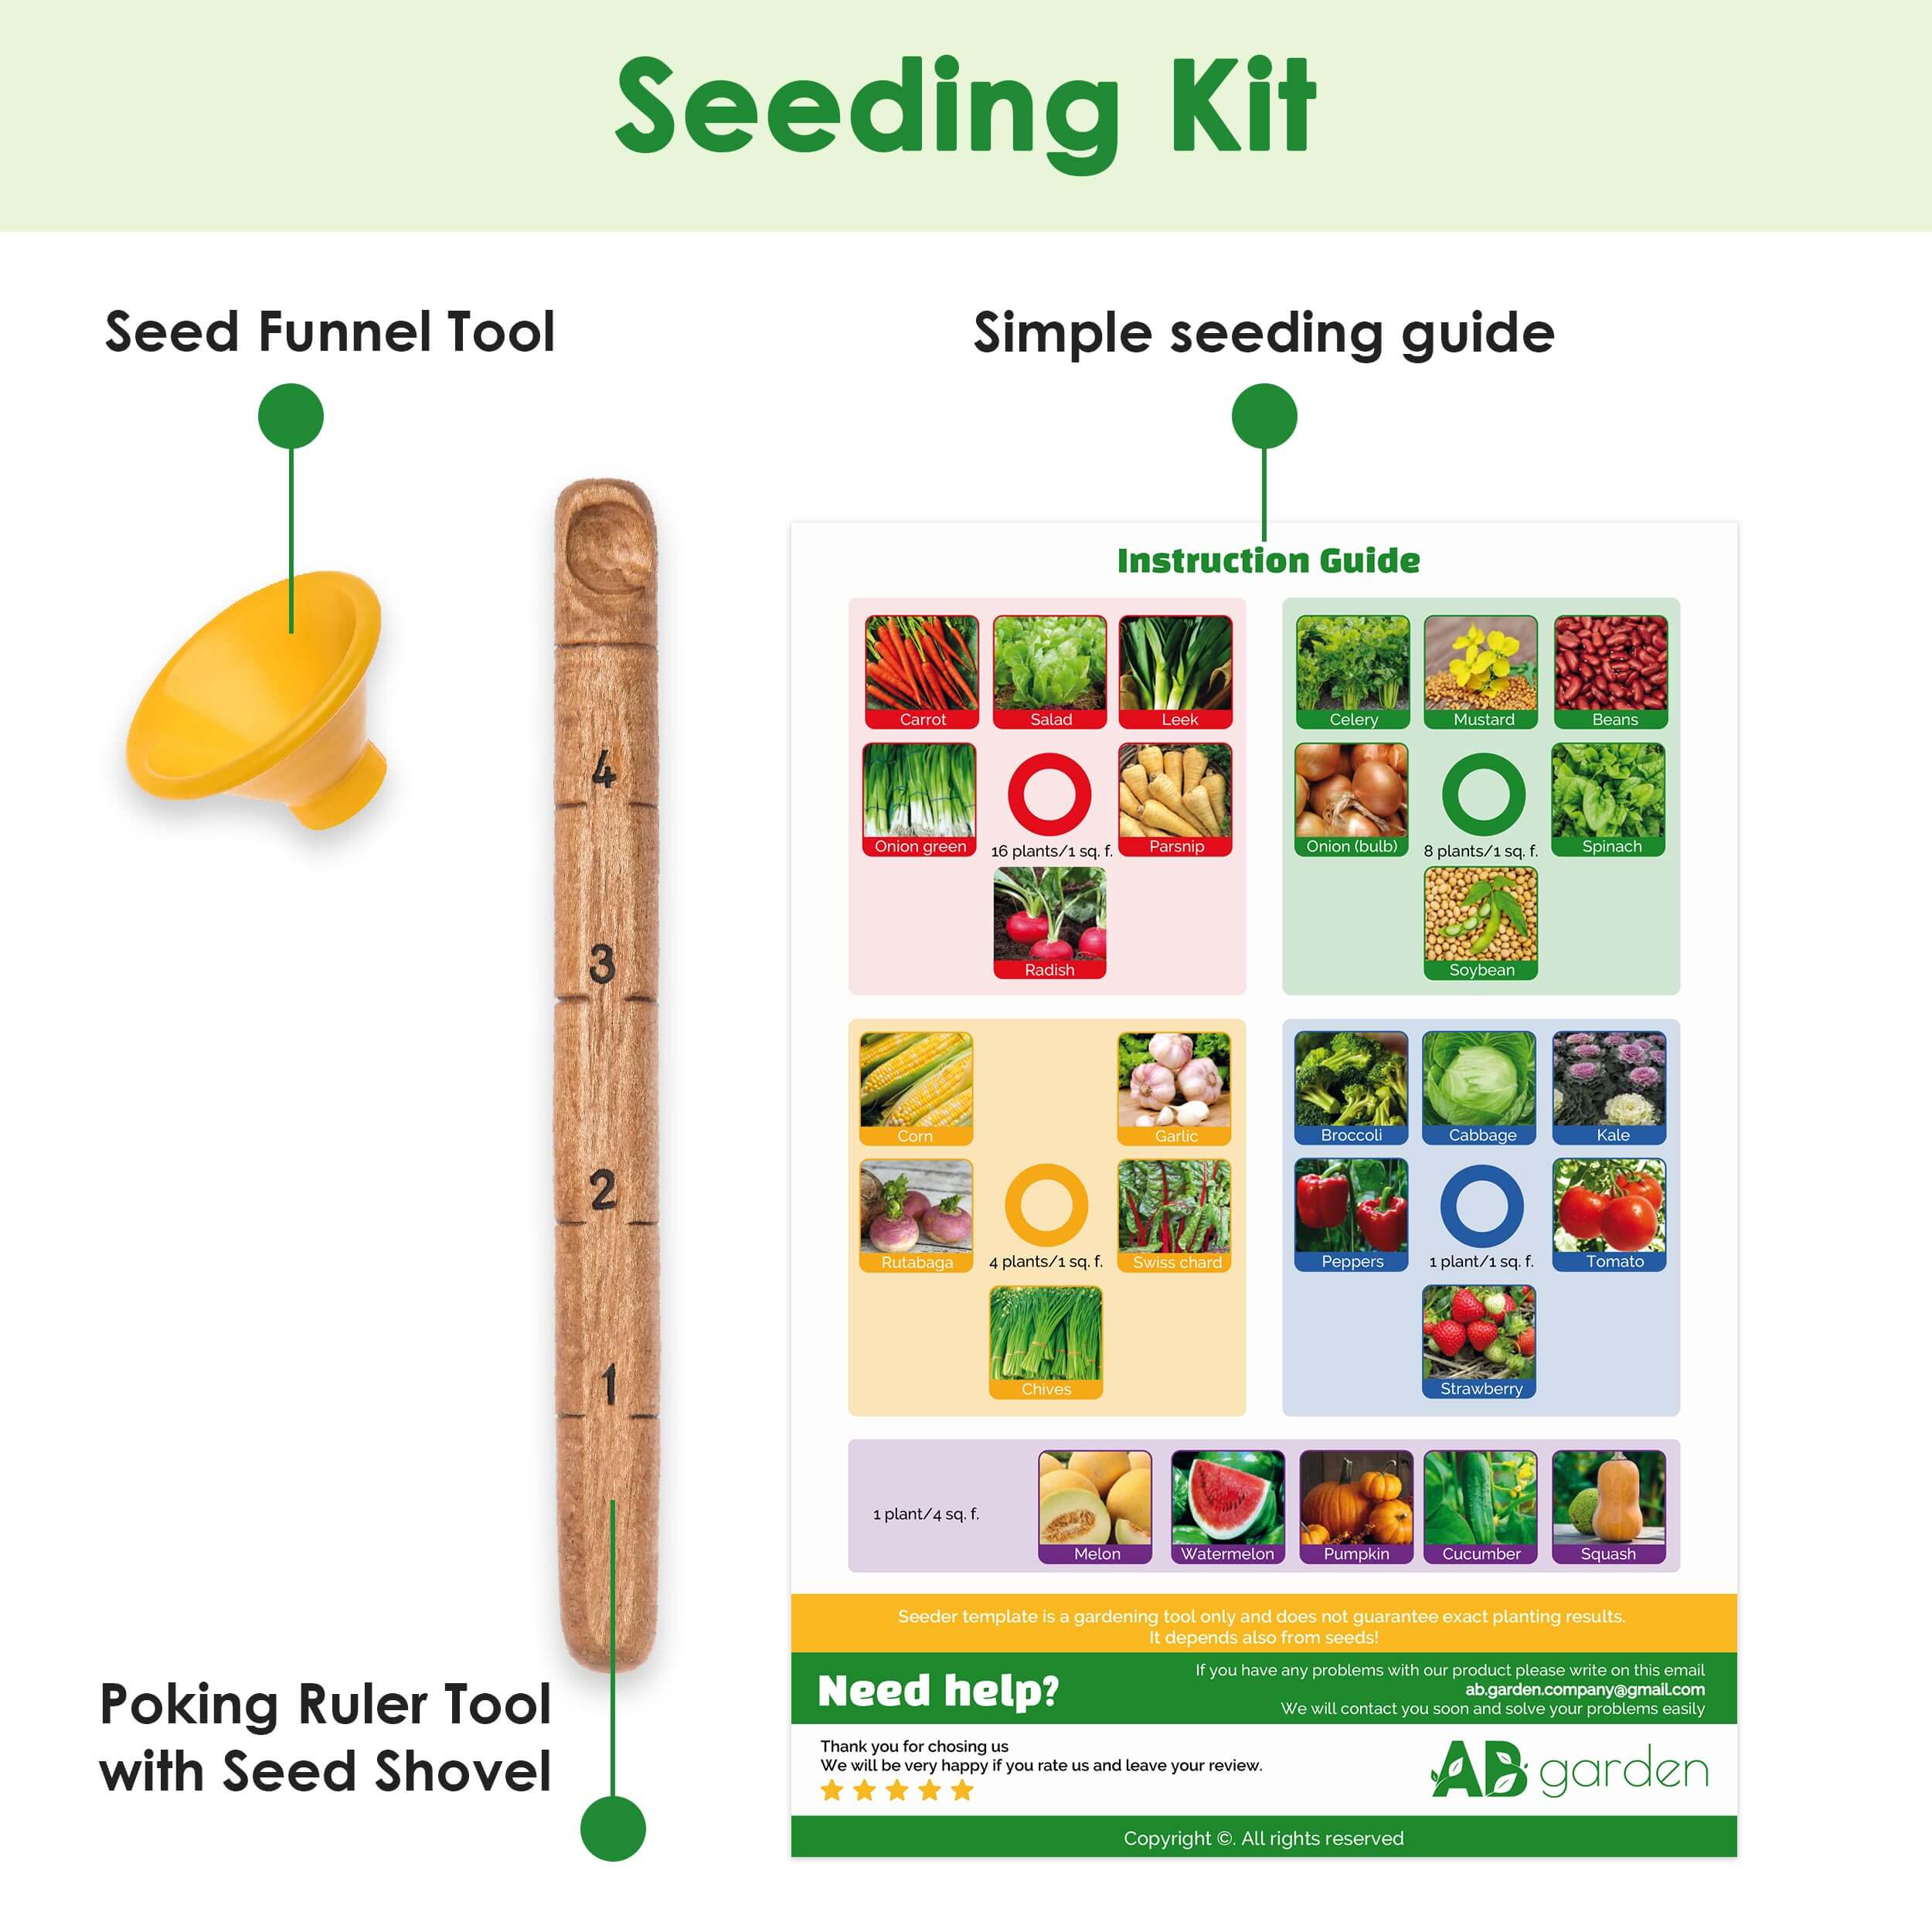 Seeding Kit
Seed Funnel Tool
Simple seeding guide
4
3
2
1
Poking Ruler Tool
with Seed Shovel
Instruction Guide
Carrot
Salad
Leek
Onion green
16 plants/1 sq. f.
Parsnip
Radish
Celery
Mustard
Beans
Onion (bulb)
8 plants/1 sq. f.
Spinach
Soybean
Corn
Garlic
Rutabaga
4 plants/1 sq. f.
Swiss chard
Chives
Broccoli
Cabbage
Kale
Peppers
1 plant/1 sq. f.
Tomato
Strawberry
1 plant/4 sq. f.
Melon
Watermelon
Pumpkin
Cucumber
Squash
Seeder template is a gardening tool only and does not guarantee exact planting results.
It depends also from seeds!
Need help?
If you have any problems with our product please write on this email
ab.garden.company@gmail.com
We will contact you soon and solve your problems easily
Thank you for chosing us
We will be very happy if you rate us and leave your review.
AB garden
Copyright ©. All rights reserved